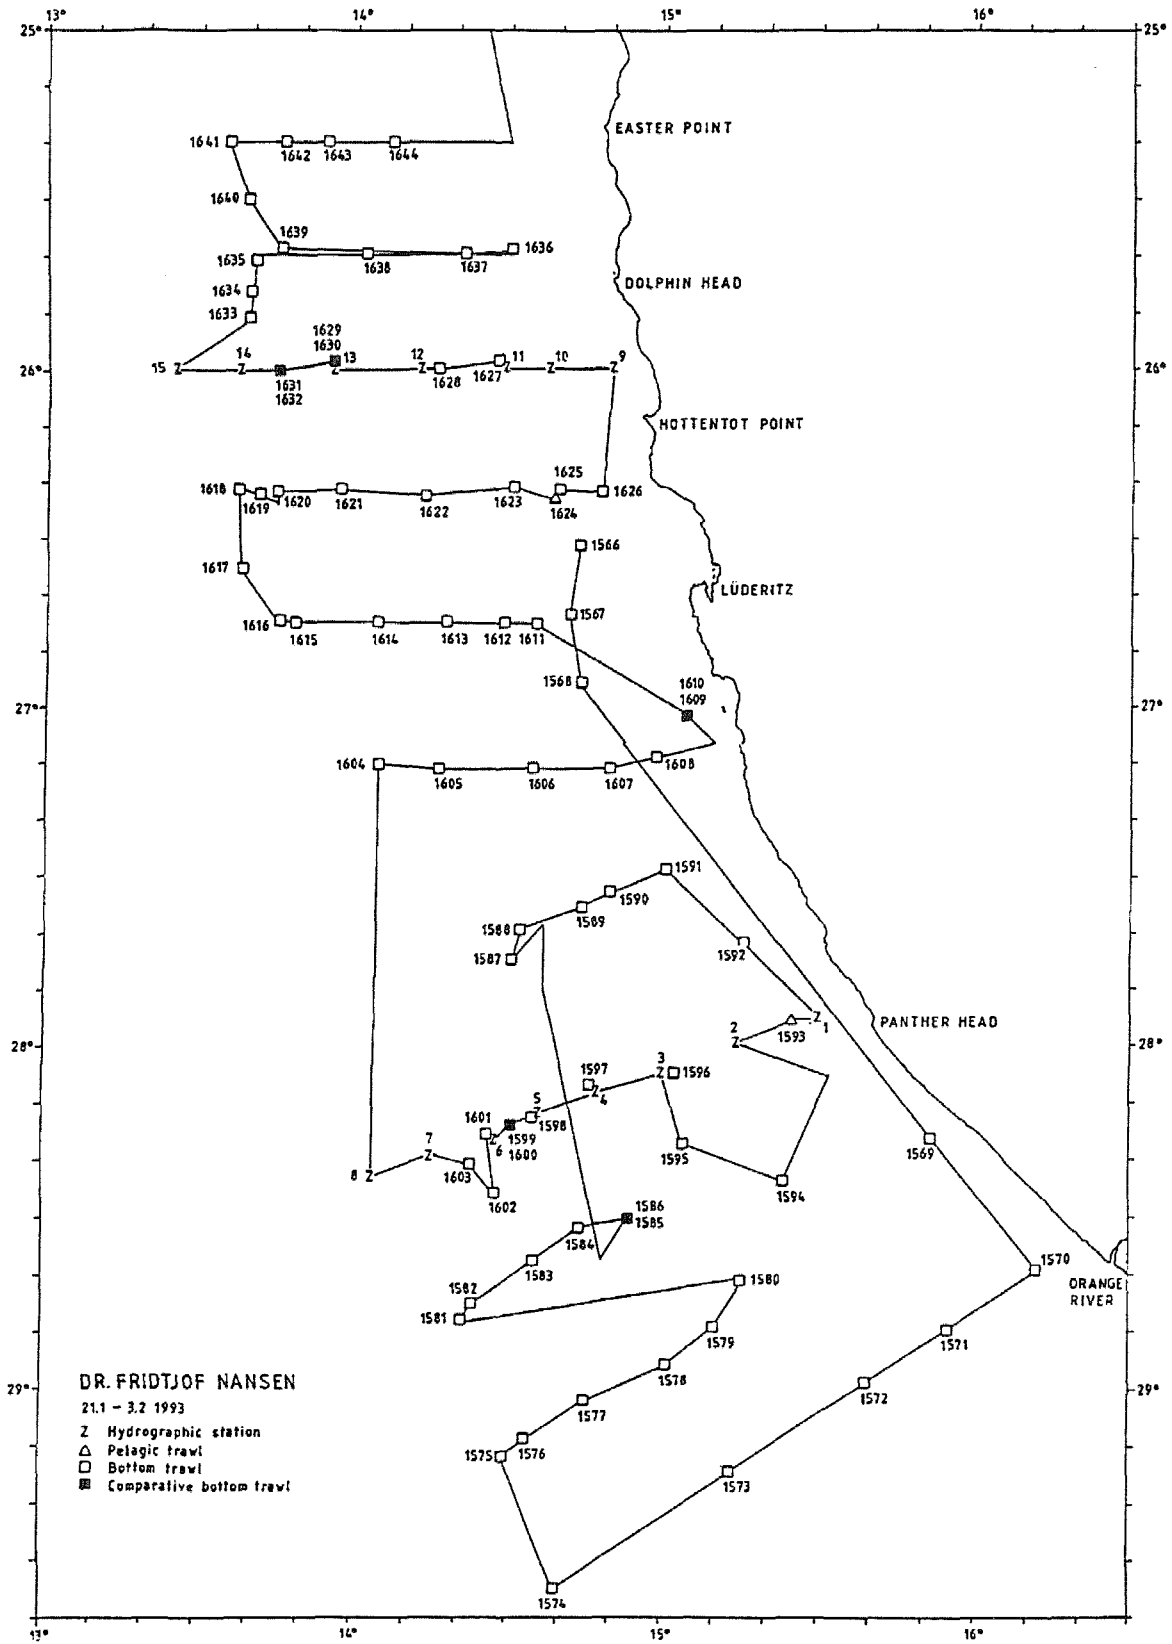 13° 14° 15° 16°
25° 25°
EASTER POINT
1641 1642 1643 1644
1640
1639 1636
1635 1638 1637
DOLPHIN HEAD
1634
1633
1629
1630
15 14 13 12 11 10 9
26° 26°
1631 1628 1627
1632
HOTTENTOT POINT
1618 1625 1626
1619 1620 1621 1622 1623 1624
1566
1617
LÜDERITZ
1567
1616 1615 1614 1613 1612 1611
1568
1610
1609
27° 27°
1604 1608
1605 1606 1607
1591
1590
1588 1589
1587 1592
2 1593 1
PANTHER HEAD
28° 28°
1597 3 1596
5 4
1601 1598
6 1599
1600
7
8 1603 1595 1569
1602 1594
1586
1585
1584
1583 1570
1582 1580
ORANGE
RIVER
1581
1579 1571
1578
DR. FRIDTJOF NANSEN
29° 29°
21.1 - 3.2 1993
1577 1572
Z Hydrographic station
Pelagic trawl
1575 1576
Bottom trawl
1573
Comparative bottom trawl
1574
13° 14° 15° 16°